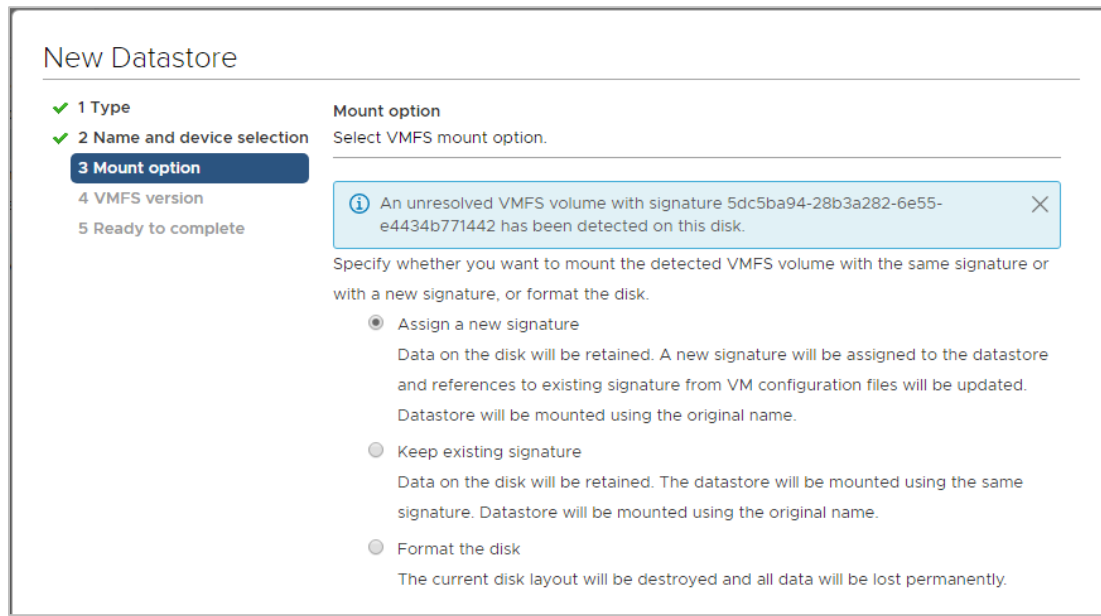 New Datastore
1 Type
2 Name and device selection
3 Mount option
4 VMFS version
5 Ready to complete
Mount option
Select VMFS mount option.
An unresolved VMFS volume with signature 5dc5ba94-28b3a282-6e55-
e4434b771442 has been detected on this disk.
Specify whether you want to mount the detected VMFS volume with the same signature or
with a new signature, or format the disk.
Assign a new signature
Data on the disk will be retained. A new signature will be assigned to the datastore
and references to existing signature from VM configuration files will be updated.
Datastore will be mounted using the original name.
Keep existing signature
Data on the disk will be retained. The datastore will be mounted using the same
signature. Datastore will be mounted using the original name.
Format the disk
The current disk layout will be destroyed and all data will be lost permanently.